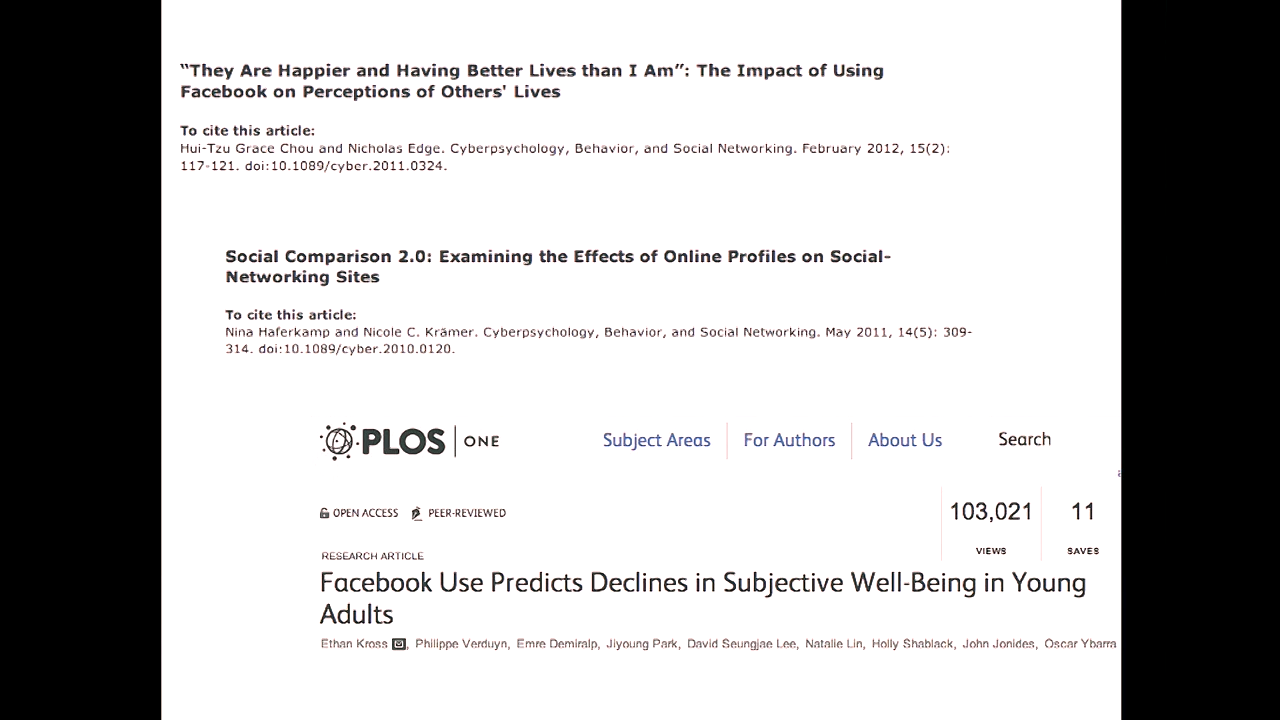 “They Are Happier and Having Better Lives than I Am”: The Impact of Using
Facebook on Perceptions of Others' Lives
To cite this article:
Hui-Tzu Grace Chou and Nicholas Edge. Cyberpsychology, Behavior, and Social Networking. February 2012, 15(2):
117-121. doi:10.1089/cyber.2011.0324.
Social Comparison 2.0: Examining the Effects of Online Profiles on Social-
Networking Sites
To cite this article:
Nina Haferkamp and Nicole C. Krämer. Cyberpsychology, Behavior, and Social Networking. May 2011, 14(5): 309-
314. doi:10.1089/cyber.2010.0120.
PLOS ONE Subject Areas For Authors About Us Search
OPEN ACCESS PEER-REVIEWED
103,021 11
VIEWS SAVES
RESEARCH ARTICLE
Facebook Use Predicts Declines in Subjective Well-Being in Young
Adults
Ethan Kross, Philippe Verduyn, Emre Demiralp, Jiyoung Park, David Seungjae Lee, Natalie Lin, Holly Shablack, John Jonides, Oscar Ybarra